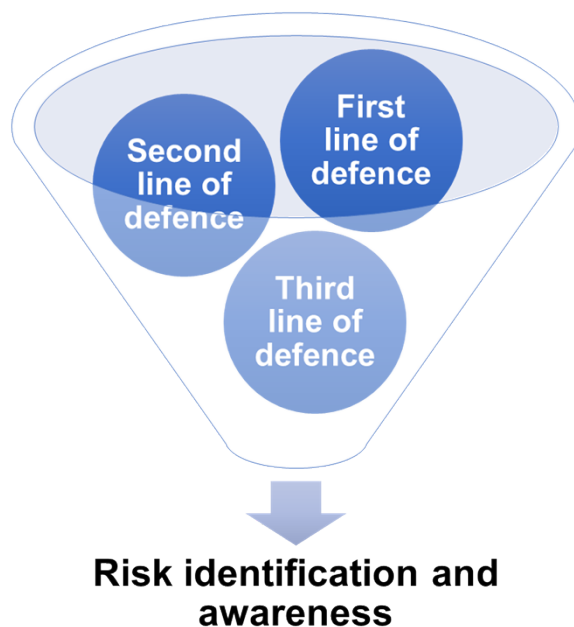 First
line of
defence
Second
line of
defence
Third
line of
defence
Risk identification and
awareness